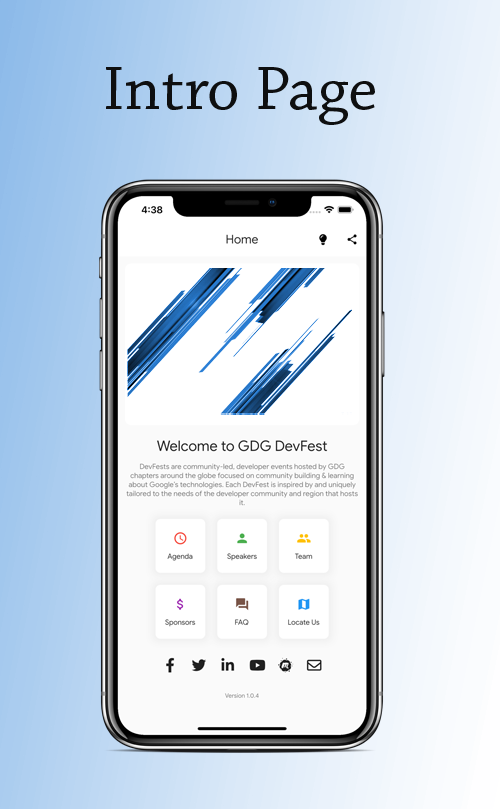 Intro Page
4:38
Home
Welcome to GDG DevFest
DevFests are community-led, developer events hosted by GDG
chapters around the globe focused on community building & learning
about Google's technologies. Each DevFest is inspired by and uniquely
tailored to the needs of the developer community and region that hosts
it.
Agenda Speakers Team
Sponsors FAQ Locate Us
Version 1.0.4